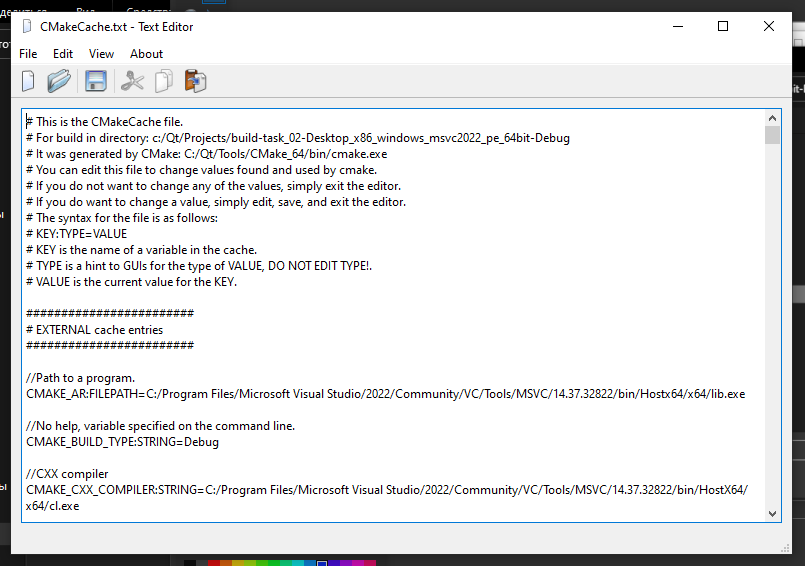 CMakeCache.txt - Text Editor
File Edit View About
# This is the CMakeCache file.
# For build in directory: c:/Qt/Projects/build-task_02-Desktop_x86_windows_msvc2022_pe_64bit-Debug
# It was generated by CMake: C:/Qt/Tools/CMake_64/bin/cmake.exe
# You can edit this file to change values found and used by cmake.
# If you do not want to change any of the values, simply exit the editor.
# If you do want to change a value, simply edit, save, and exit the editor.
# The syntax for the file is as follows:
# KEY:TYPE=VALUE
# KEY is the name of a variable in the cache.
# TYPE is a hint to GUIs for the type of VALUE, DO NOT EDIT TYPE!.
# VALUE is the current value for the KEY.
########################
# EXTERNAL cache entries
########################
//Path to a program.
CMAKE_AR:FILEPATH=C:/Program Files/Microsoft Visual Studio/2022/Community/VC/Tools/MSVC/14.37.32822/bin/Hostx64/x64/lib.exe
//No help, variable specified on the command line.
CMAKE_BUILD_TYPE:STRING=Debug
//CXX compiler
CMAKE_CXX_COMPILER:STRING=C:/Program Files/Microsoft Visual Studio/2022/Community/VC/Tools/MSVC/14.37.32822/bin/HostX64/
x64/cl.exe